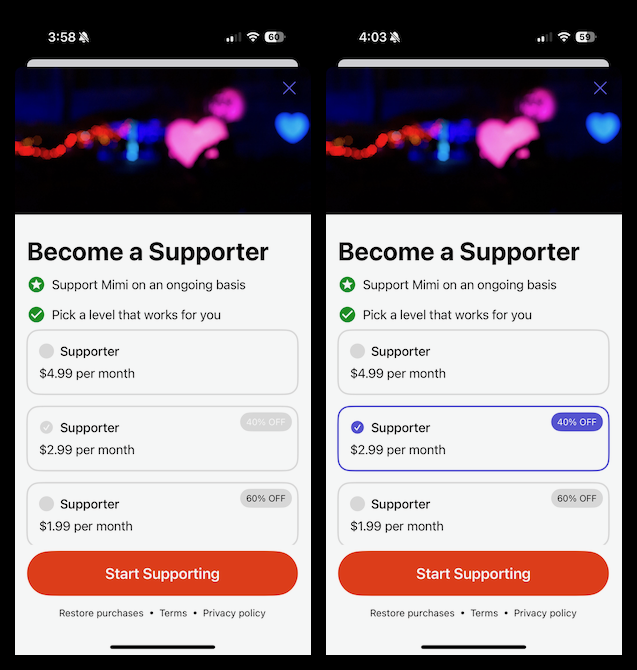 3:58
60
Become a Supporter
Support Mimi on an ongoing basis
Pick a level that works for you
Supporter
$4.99 per month
Supporter
40% OFF
$2.99 per month
Supporter
60% OFF
$1.99 per month
Start Supporting
Restore purchases • Terms • Privacy policy
4:03
59
Become a Supporter
Support Mimi on an ongoing basis
Pick a level that works for you
Supporter
$4.99 per month
Supporter
40% OFF
$2.99 per month
Supporter
60% OFF
$1.99 per month
Start Supporting
Restore purchases • Terms • Privacy policy